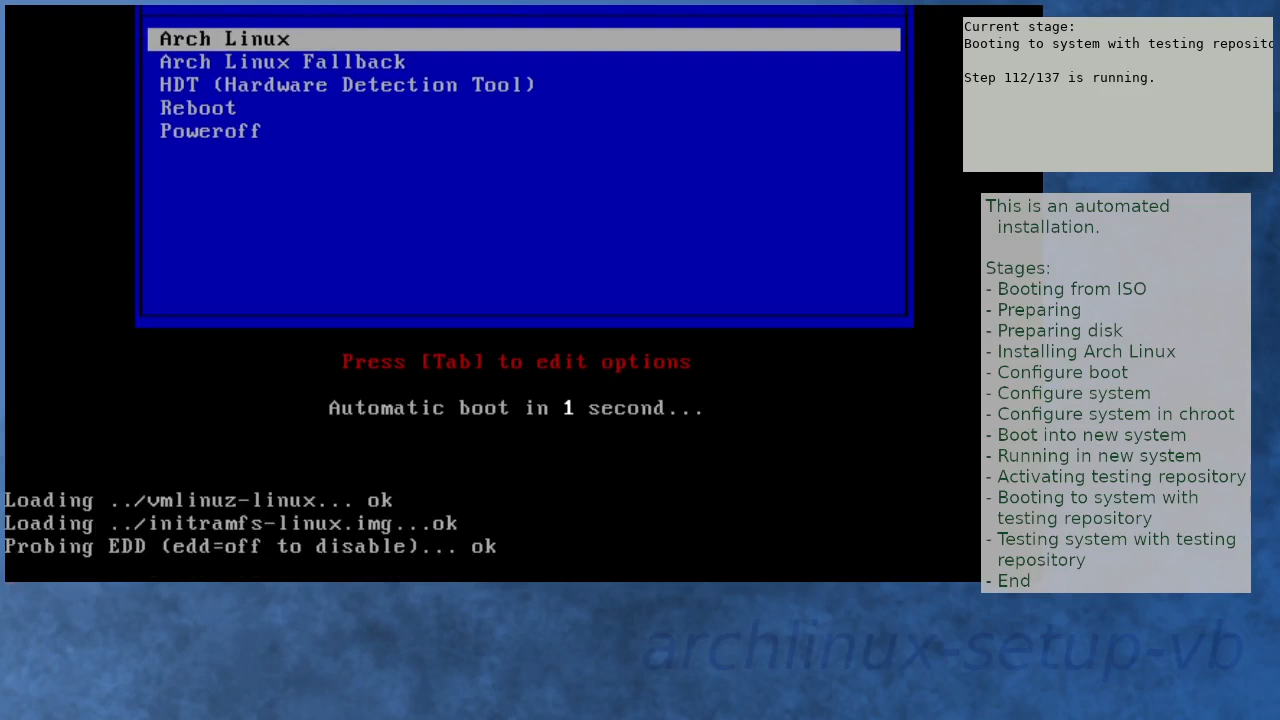 Arch Linux
Arch Linux Fallback
HDT (Hardware Detection Tool)
Reboot
Poweroff
Press [Tab] to edit options
Automatic boot in 1 second...
Loading ../vmlinuz-linux... ok
Loading ../initramfs-linux.img...ok
Probing EDD (edd=off to disable)... ok
Current stage:
Booting to system with testing reposito
Step 112/137 is running.
This is an automated
installation.
Stages:
- Booting from ISO
- Preparing
- Preparing disk
- Installing Arch Linux
- Configure boot
- Configure system
- Configure system in chroot
- Boot into new system
- Running in new system
- Activating testing repository
- Booting to system with
testing repository
- Testing system with testing
repository
- End
archlinux-setup-vb